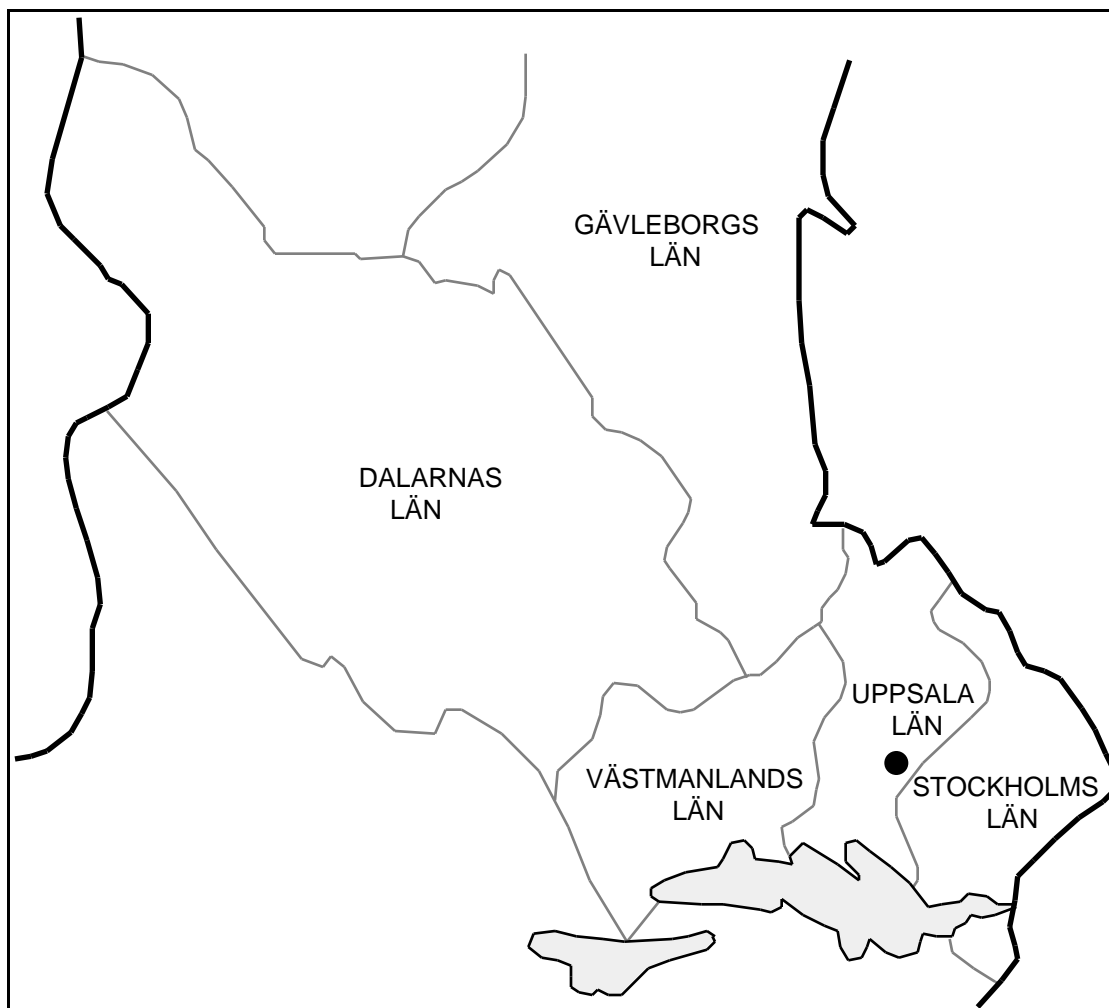 GÄVLEBORGS
LÄN
DALARNAS
LÄN
UPPSALA
LÄN
VÄSTMANLANDS
LÄN
STOCKHOLMS
LÄN